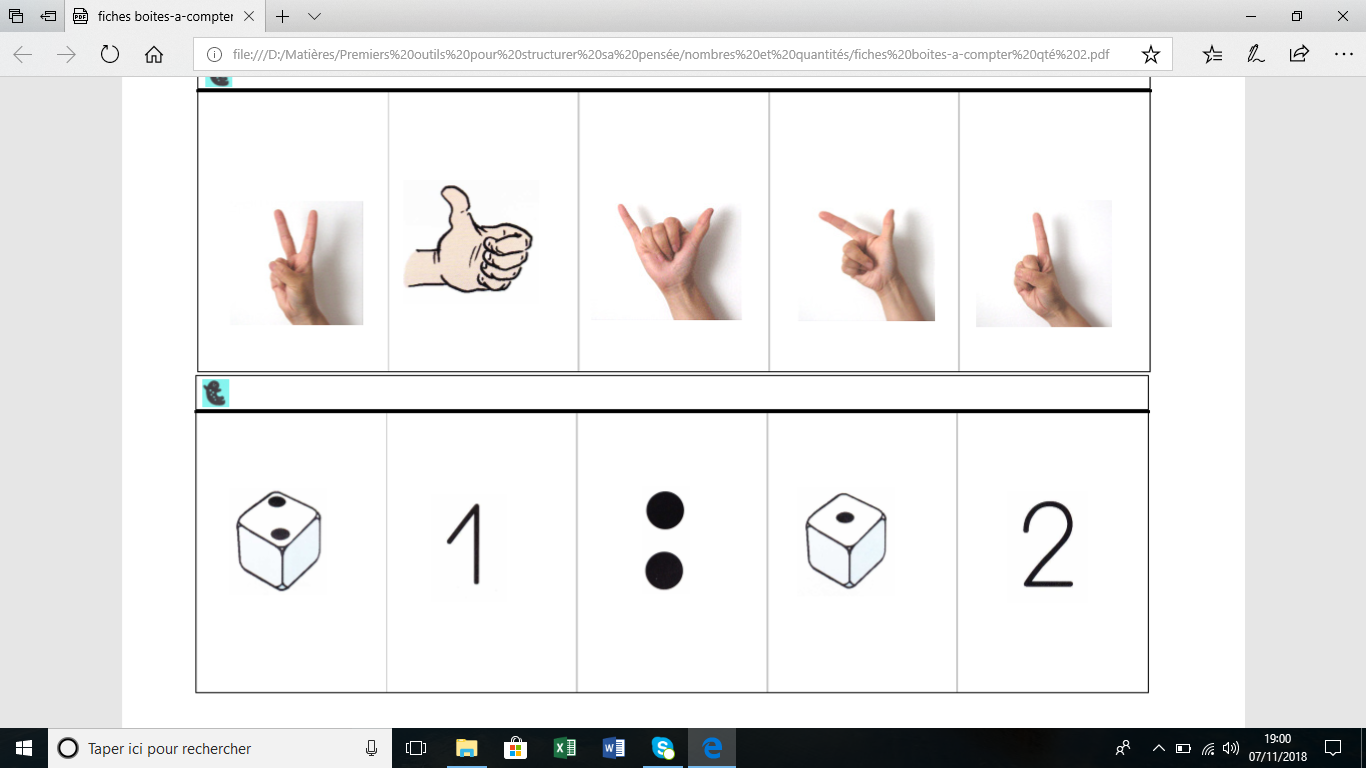 fiches boites-a-compter
file:///D:/Matières/Premiers%20outils%20pour%20structurer%20sa%20pensée/nombres%20et%20quantités/fiches%20boites-a-compter%20qté%202.pdf
1
2
Taper ici pour rechercher
19:00
07/11/2018